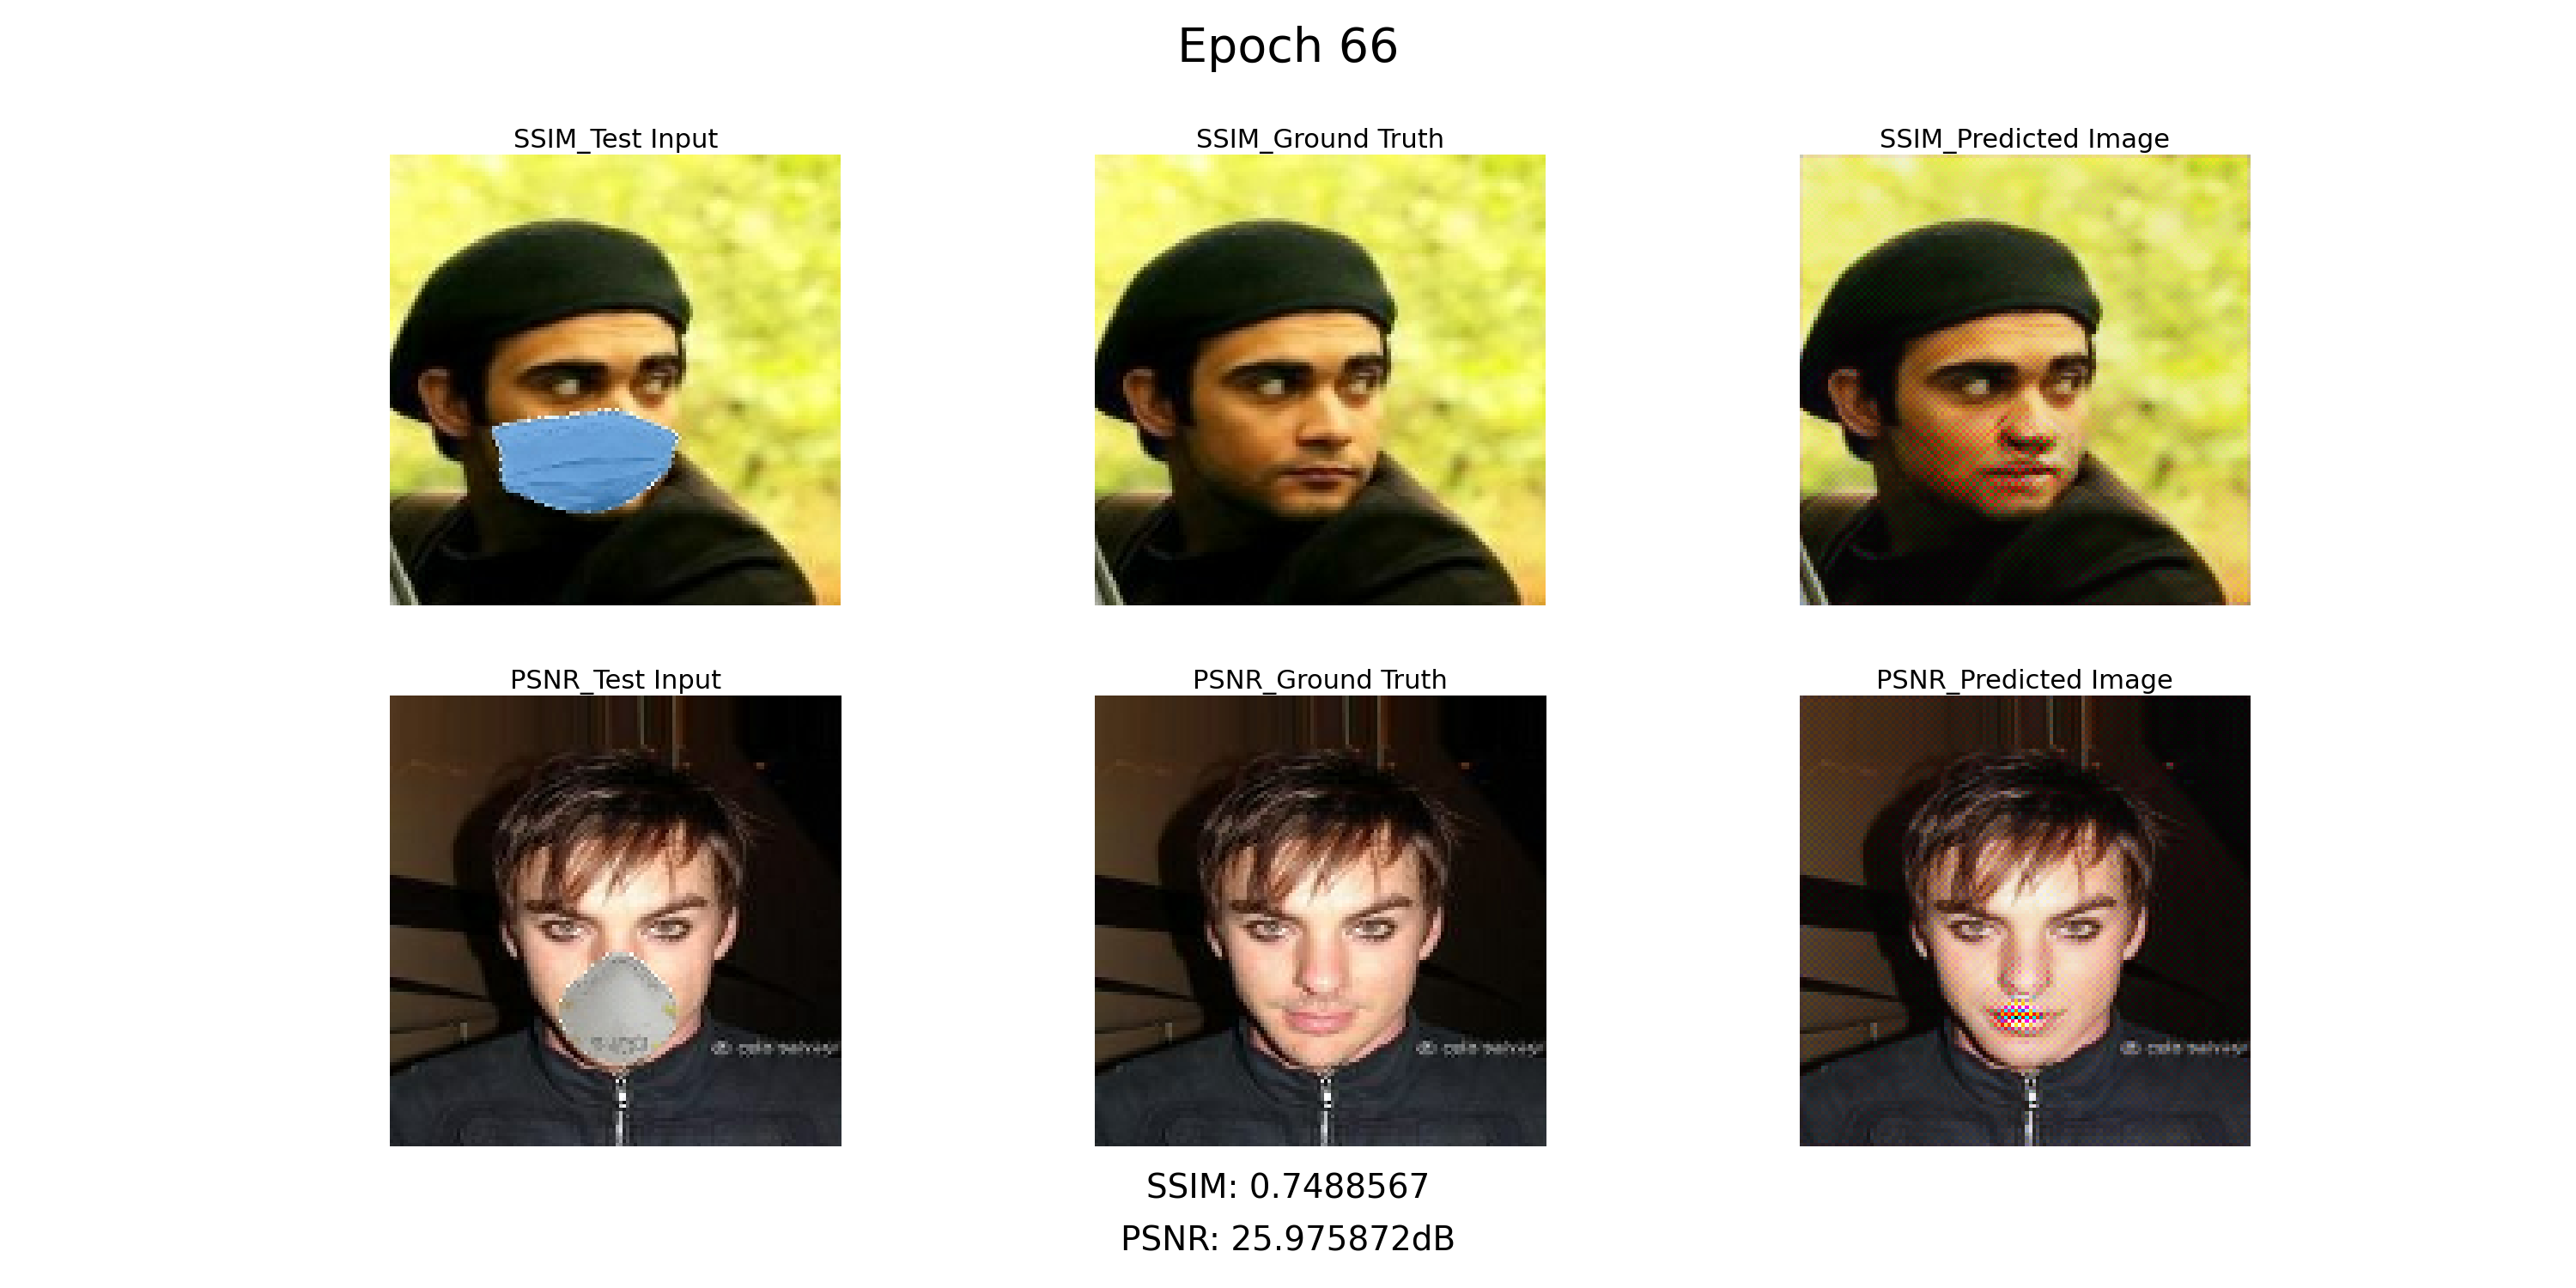 Epoch 66
SSIM_Test Input
SSIM_Ground Truth
SSIM_Predicted Image
PSNR_Test Input
PSNR_Ground Truth
PSNR_Predicted Image
SSIM: 0.7488567
PSNR: 25.975872dB